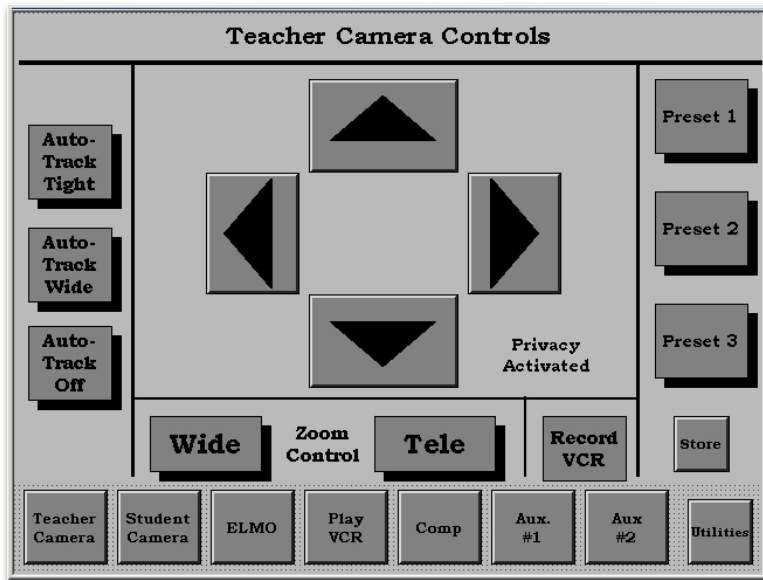 Teacher Camera Controls
Auto-
Track
Tight
Auto-
Track
Wide
Auto-
Track
Off
Preset 1
Preset 2
Preset 3
Privacy
Activated
Wide
Zoom
Control
Tele
Record
VCR
Store
Teacher
Camera
Student
Camera
ELMO
Play
VCR
Comp
Aux.
#1
Aux
#2
Utilities